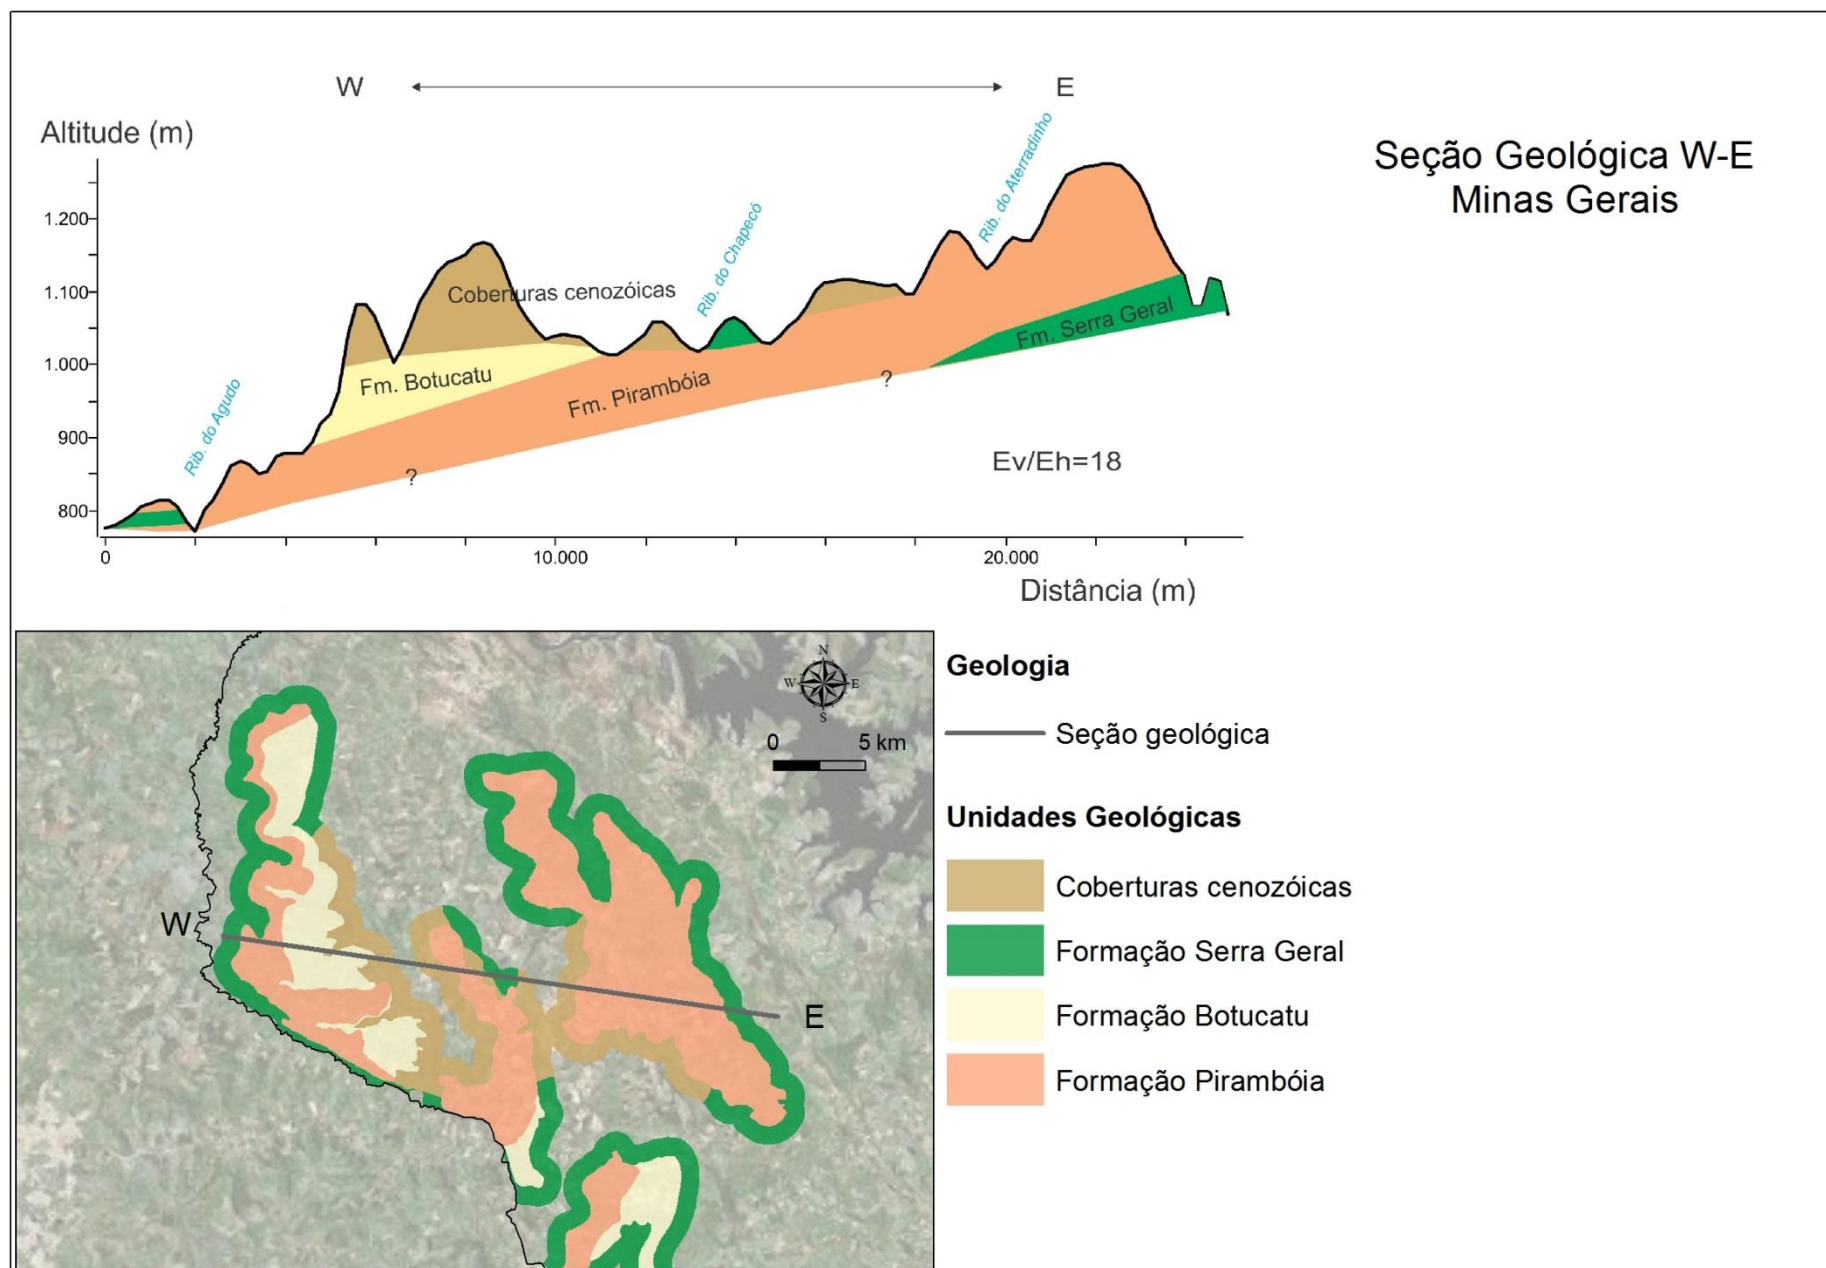 W E
Altitude (m)
Seção Geológica W-E
Minas Gerais
Rib. do Aterradinho
Rib. do Chapecó
1.200
1.100
1.000
900
800
Coberturas cenozóicas
Fm. Serra Geral
Fm. Botucatu
Fm. Pirambóia
?
Rib. do Agudo
?
Ev/Eh=18
0 10.000 20.000
Distância (m)
N
W E
S
0 5 km
W
E
Geologia
Seção geológica
Unidades Geológicas
Coberturas cenozóicas
Formação Serra Geral
Formação Botucatu
Formação Pirambóia